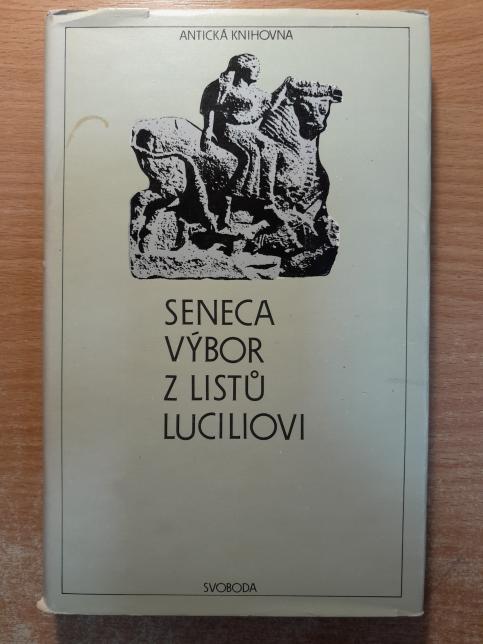 ANTICKÁ KNIHOVNA
SENECA
VÝBOR
Z LISTŮ
LUCILIOVI
SVOBODA